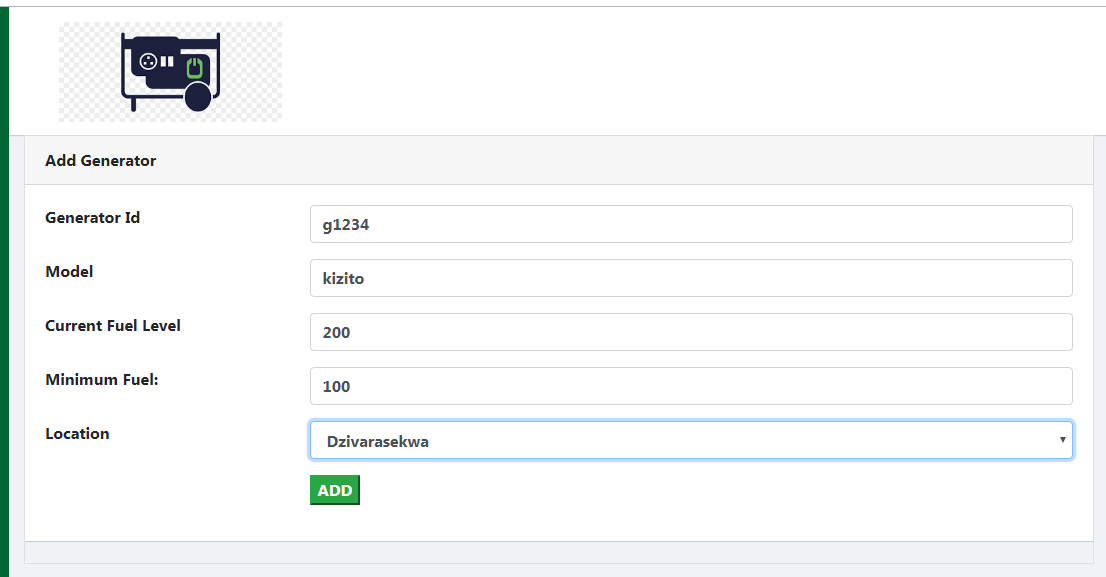 Add Generator
Generator Id
g1234
Model
kizito
Current Fuel Level
200
Minimum Fuel:
100
Location
Dzivarasekwa
ADD